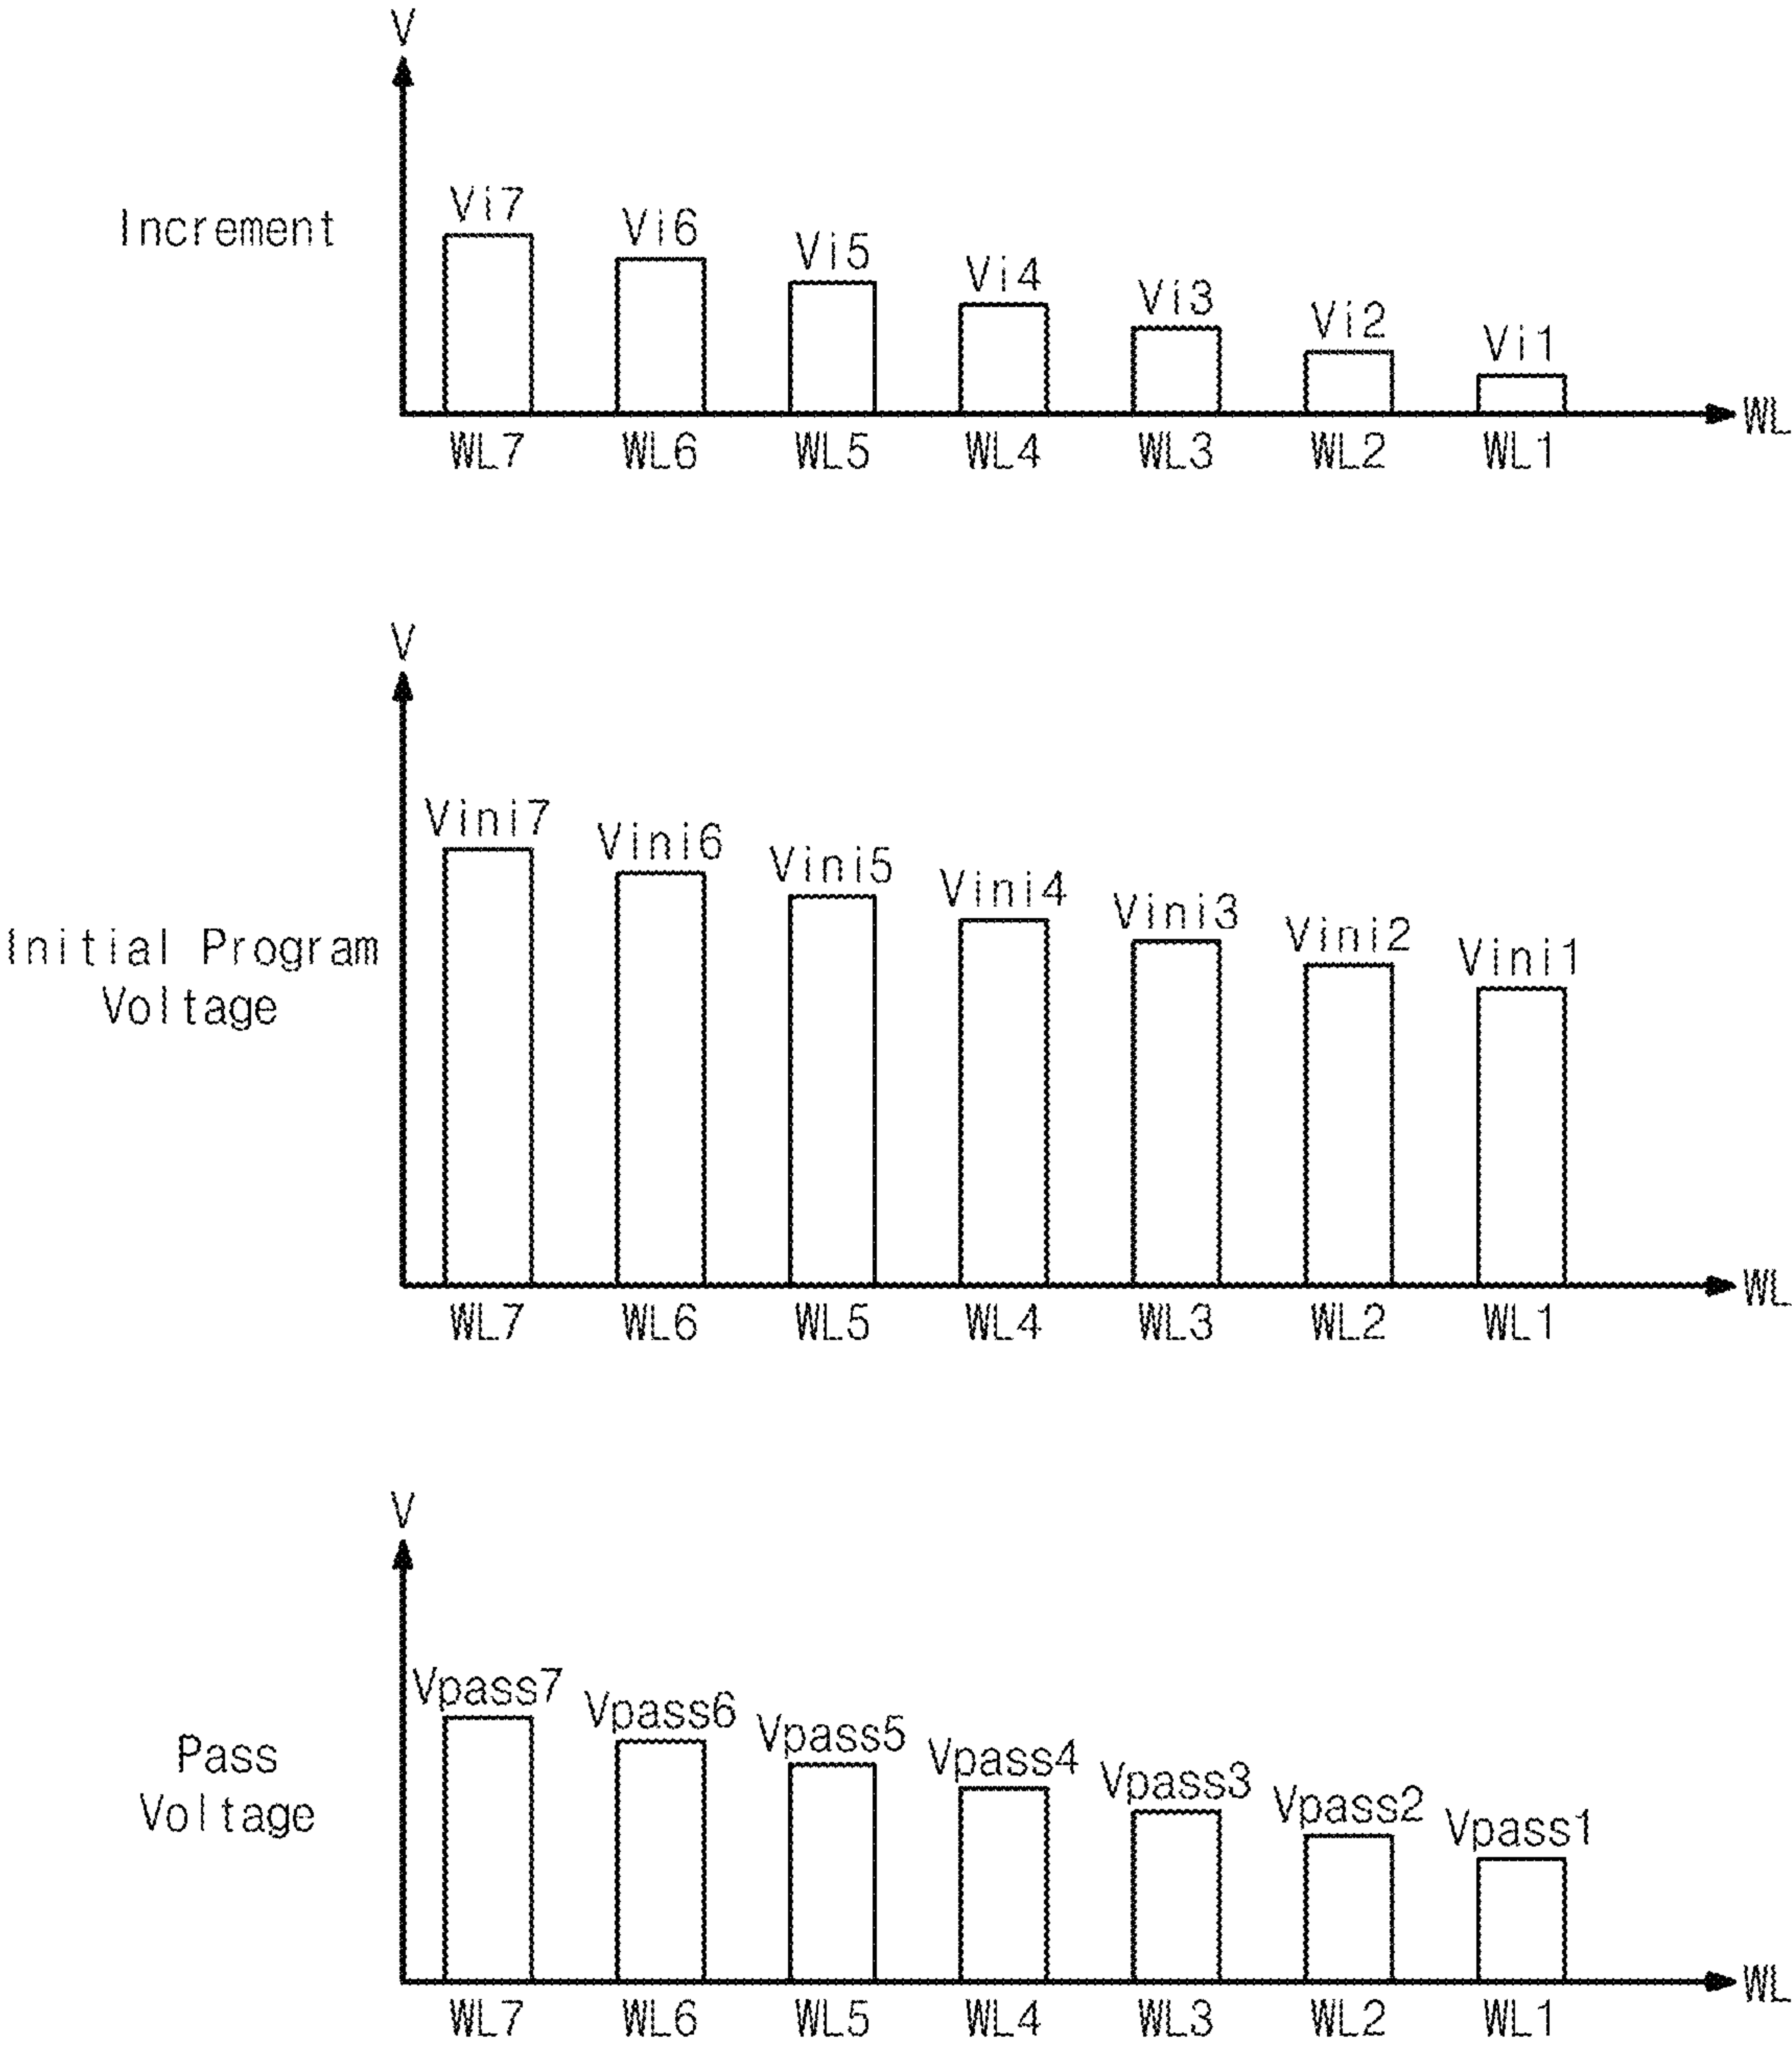 V
Increment
Vi7 Vi6 Vi5 Vi4 Vi3 Vi2 Vi1
WL7 WL6 WL5 WL4 WL3 WL2 WL1 WL
V
Initial Program
Voltage
Vini7 Vini6 Vini5 Vini4 Vini3 Vini2 Vini1
WL7 WL6 WL5 WL4 WL3 WL2 WL1 WL
V
Pass
Voltage
Vpass7 Vpass6 Vpass5 Vpass4 Vpass3 Vpass2 Vpass1
WL7 WL6 WL5 WL4 WL3 WL2 WL1 WL